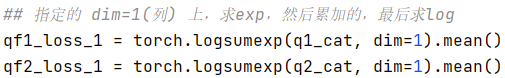 ## 指定的 dim=1(列) 上，求exp，然后累加的，最后求log
qf1_loss_1 = torch.logsumexp(q1_cat, dim=1).mean()
qf2_loss_1 = torch.logsumexp(q2_cat, dim=1).mean()